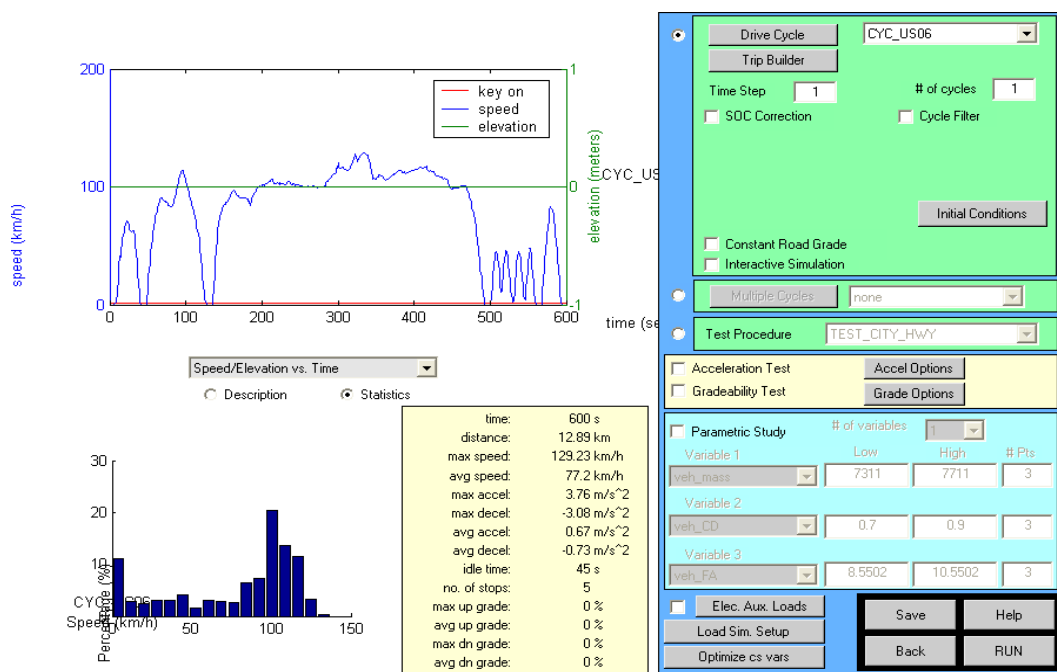 Drive Cycle
CYC_US06
Trip Builder
Time Step
1
# of cycles
1
SOC Correction
Cycle Filter
Initial Conditions
Constant Road Grade
Interactive Simulation
Multiple Cycles
none
Test Procedure
TEST_CITY_HWY
Acceleration Test
Accel Options
Gradeability Test
Grade Options
Parametric Study
# of variables
1
Variable 1
Low
High
# Pts
veh_mass
7311
7711
3
Variable 2
veh_CD
0.7
0.9
3
Variable 3
veh_FA
8.5502
10.5502
3
Elec. Aux. Loads
Load Sim. Setup
Optimize cs vars
Save
Help
Back
RUN
200
100
0
speed (km/h)
key on
speed
elevation
1
0
-1
elevation (meters)
CYC_US
0
100
200
300
400
500
600
time (se
Speed/Elevation vs. Time
Description
Statistics
30
20
10
Percentage (%)
CYC_US06
Speed (km/h)
0
50
100
150
time: 600 s
distance: 12.89 km
max speed: 129.23 km/h
avg speed: 77.2 km/h
max accel: 3.76 m/s^2
max decel: -3.08 m/s^2
avg accel: 0.67 m/s^2
avg decel: -0.73 m/s^2
idle time: 45 s
no. of stops: 5
max up grade: 0 %
avg up grade: 0 %
max dn grade: 0 %
avg dn grade: 0 %